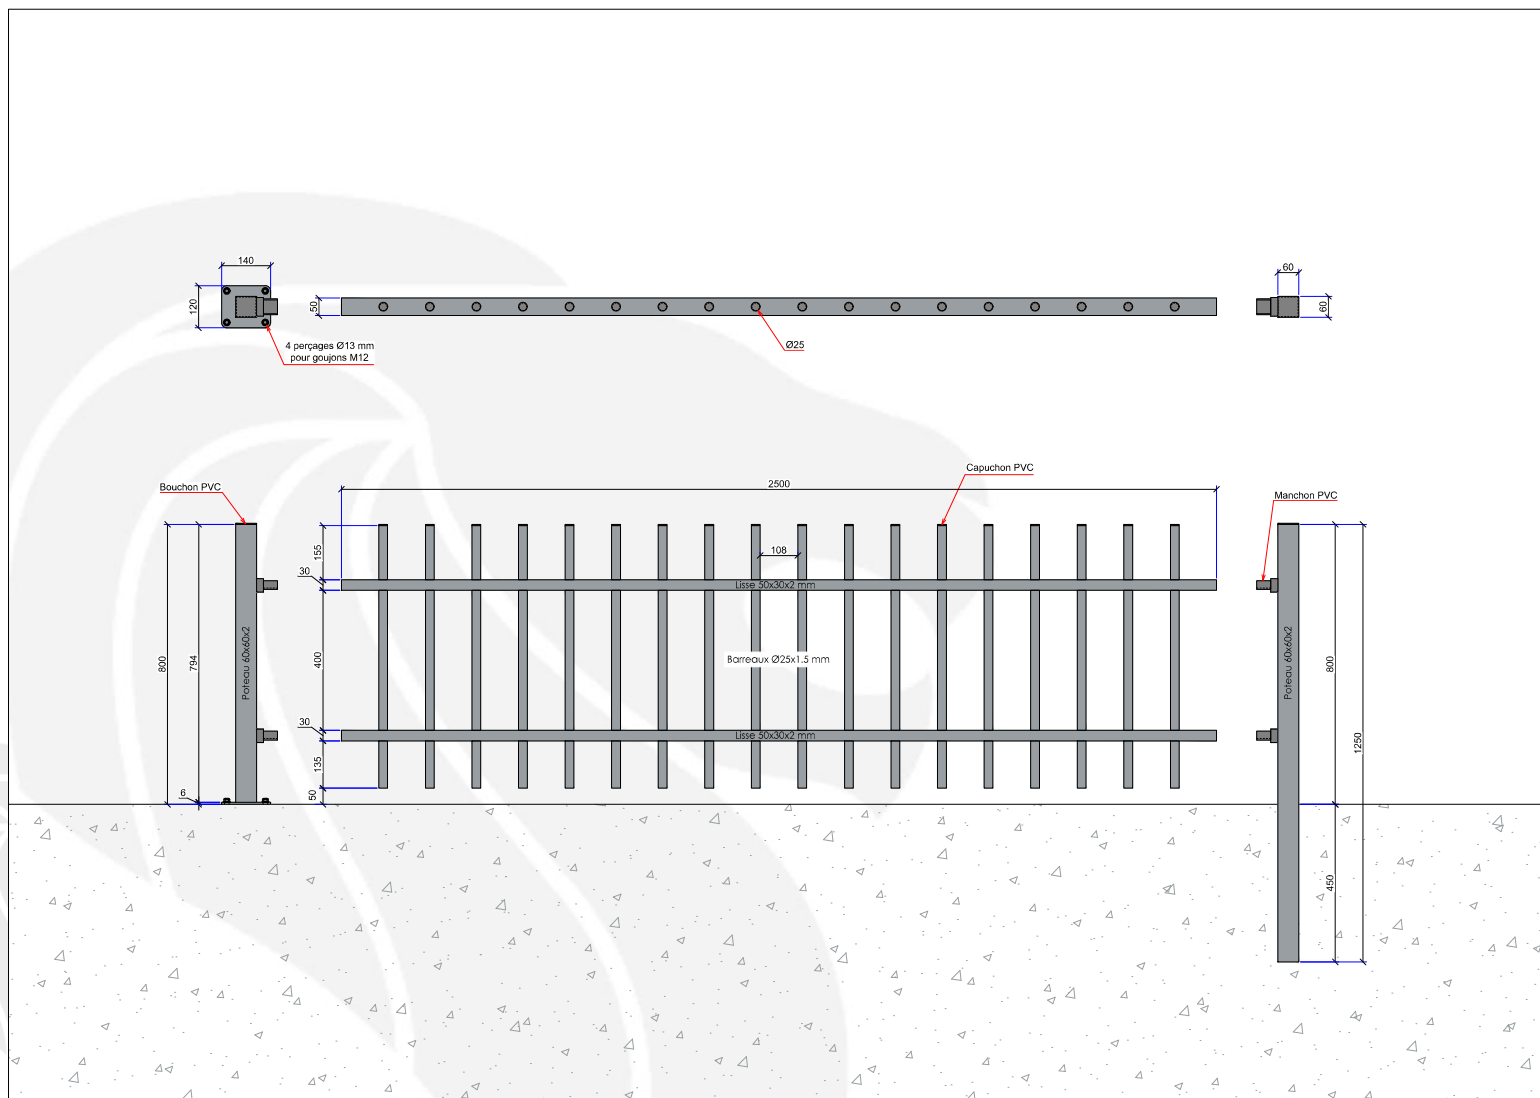 140
60
120
50
60
4 perçages Ø13 mm
pour goujons M12
Ø25
Capuchon PVC
Bouchon PVC
2500
Manchon PVC
155
108
30
Lisse 50x30x2 mm
800
794
Poteau 60x60x2
400
Barreaux Ø25x1.5 mm
Poteau 60x60x2
800
1250
30
Lisse 50x30x2 mm
135
6
50
450